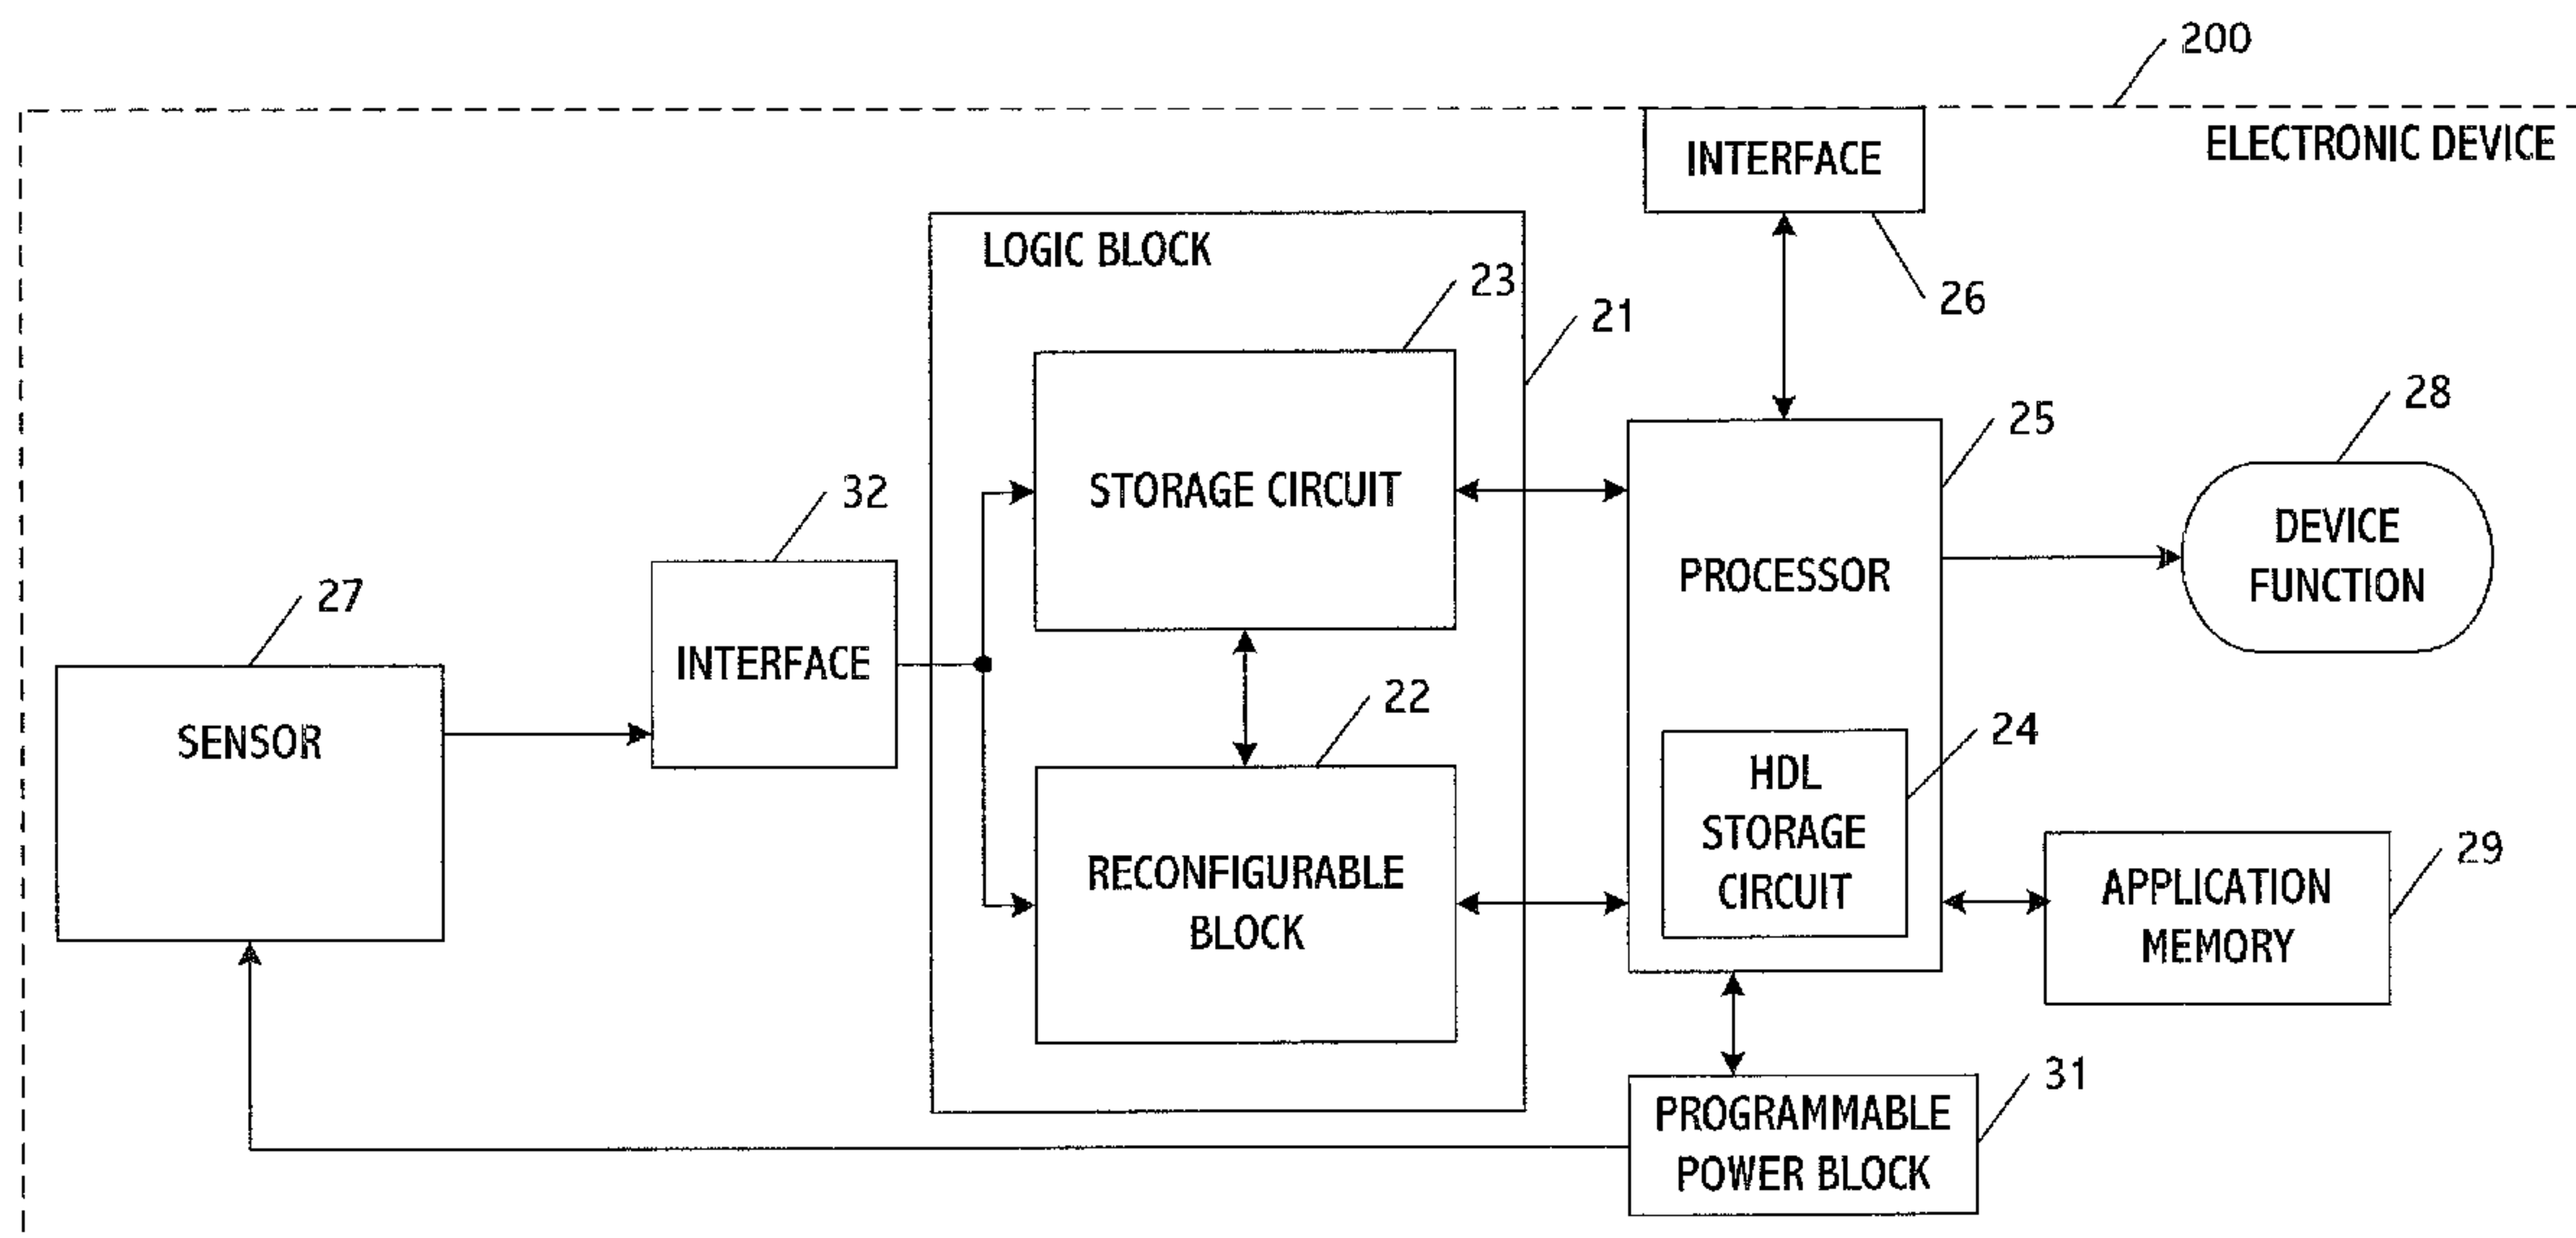 200
ELECTRONIC DEVICE
INTERFACE
26
LOGIC BLOCK
23
21
STORAGE CIRCUIT
32
INTERFACE
27
SENSOR
22
RECONFIGURABLE
BLOCK
25
PROCESSOR
24
HDL
STORAGE
CIRCUIT
28
DEVICE
FUNCTION
29
APPLICATION
MEMORY
31
PROGRAMMABLE
POWER BLOCK